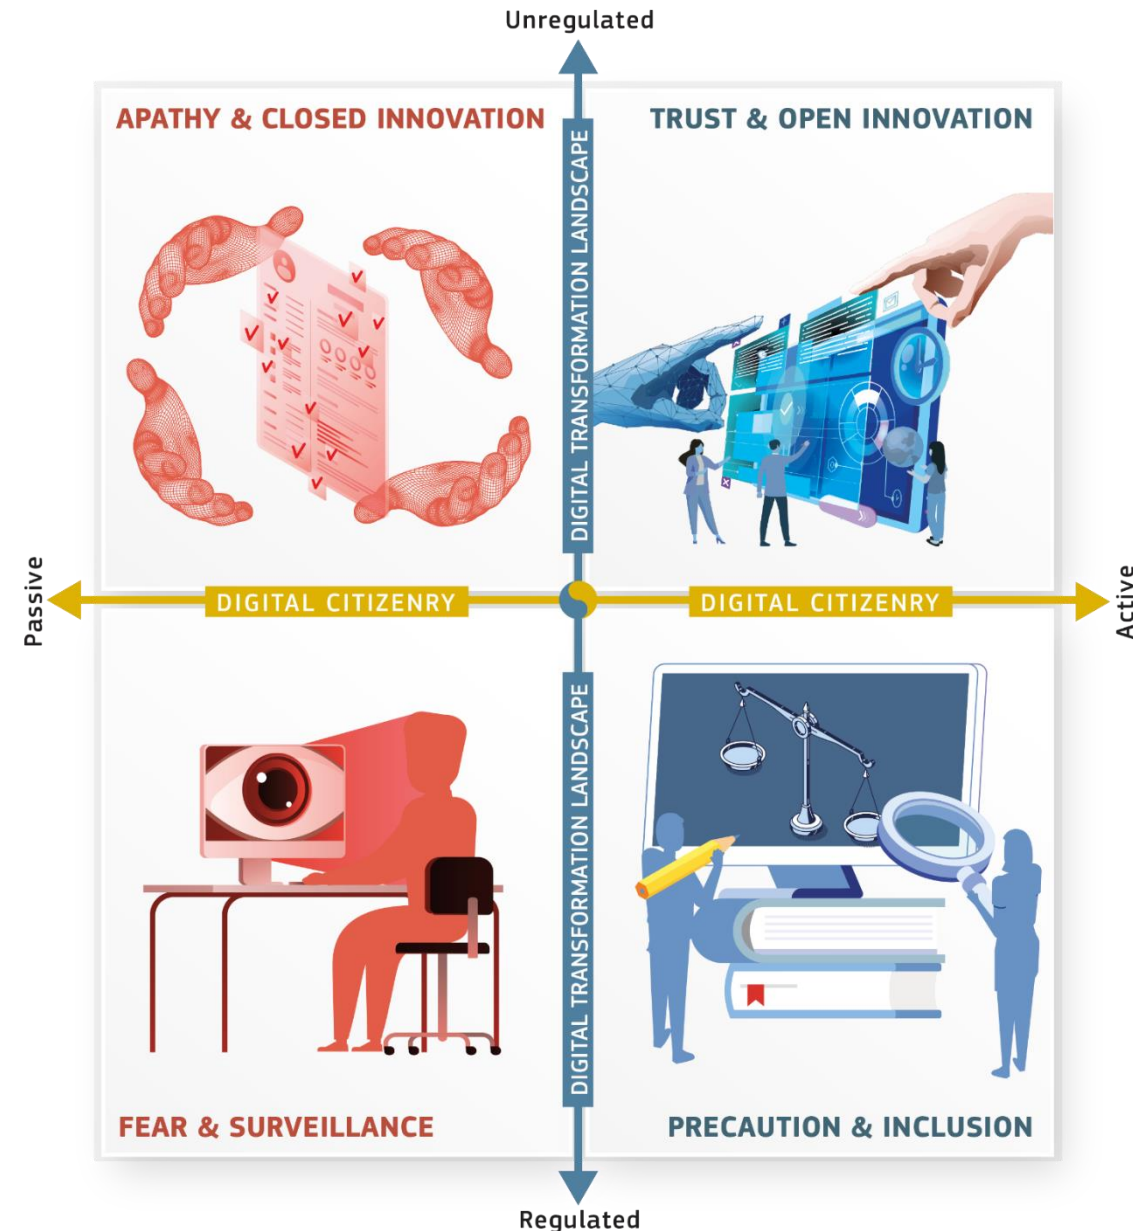 Unregulated
APATHY & CLOSED INNOVATION
TRUST & OPEN INNOVATION
DIGITAL TRANSFORMATION LANDSCAPE
Passive
DIGITAL CITIZENRY
DIGITAL CITIZENRY
Active
DIGITAL TRANSFORMATION LANDSCAPE
FEAR & SURVEILLANCE
PRECAUTION & INCLUSION
Regulated